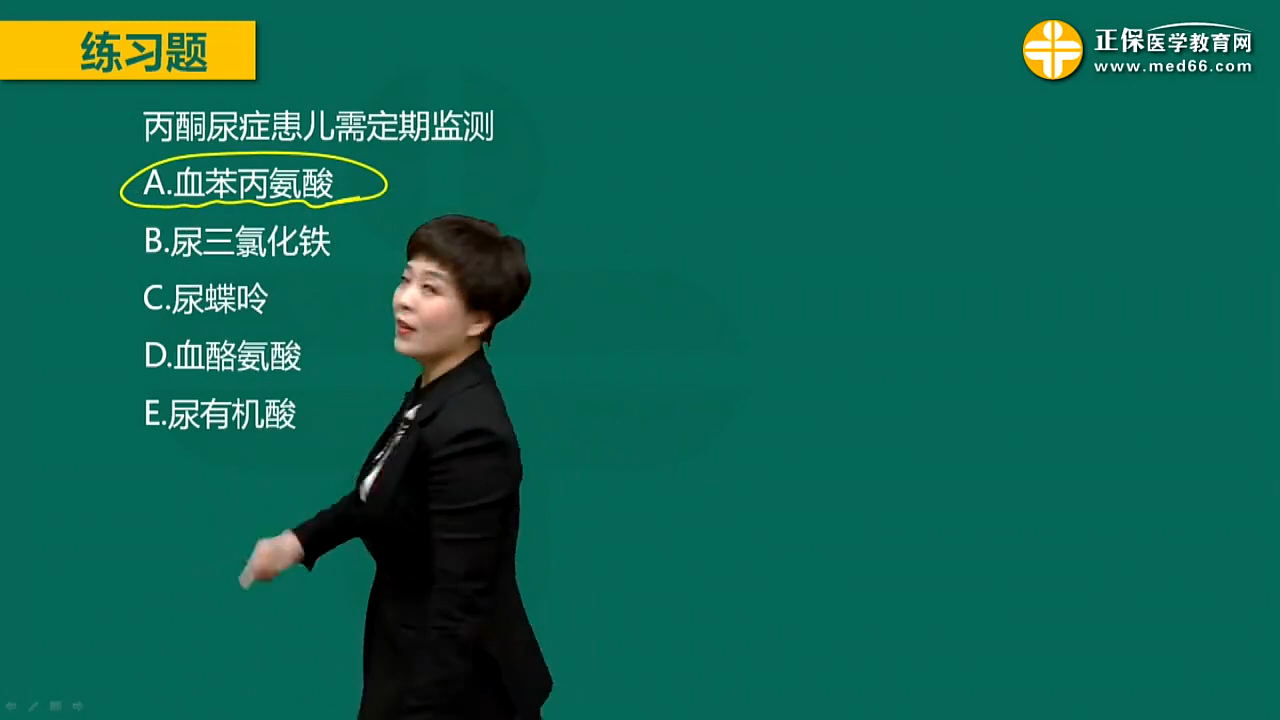 练习题
正保医学教育网
www.med66.com
丙酮尿症患儿需定期监测
A.血苯丙氨酸
B.尿三氯化铁
C.尿蝶呤
D.血酪氨酸
E.尿有机酸